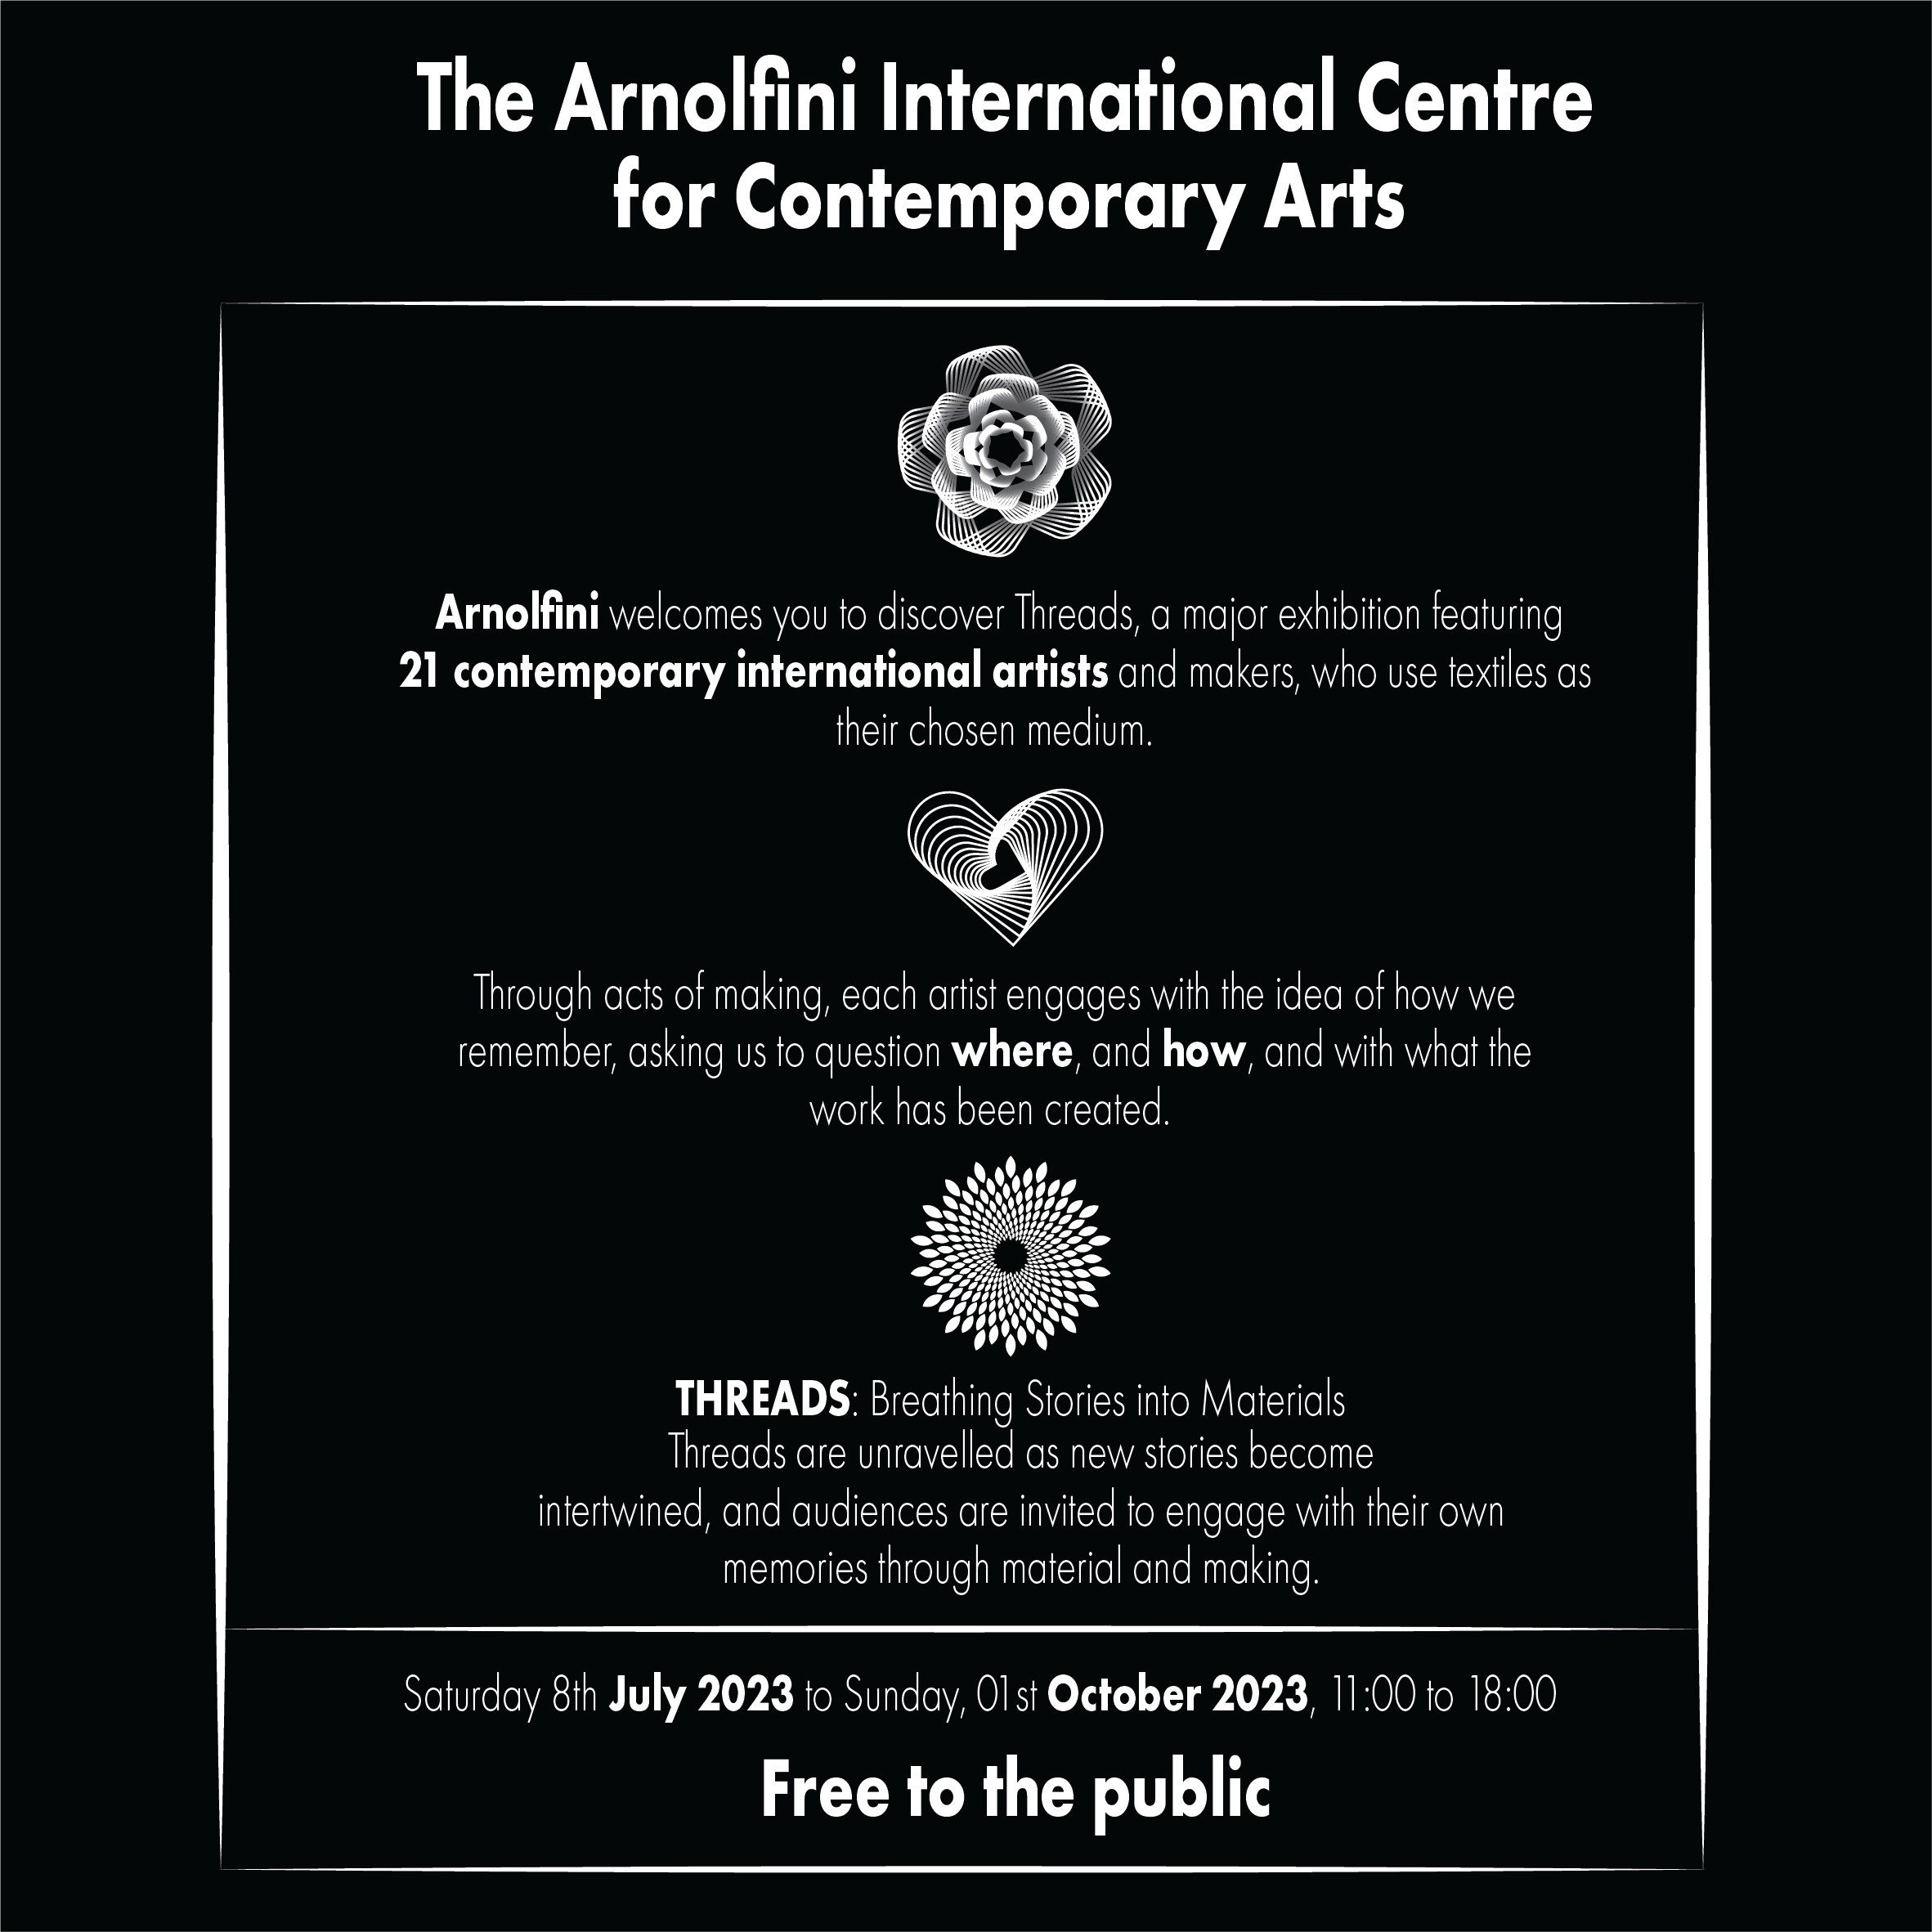 The Arnolfini International Centre
for Contemporary Arts
Arnolfini welcomes you to discover Threads, a major exhibition featuring
21 contemporary international artists and makers, who use textiles as
their chosen medium.
Through acts of making, each artist engages with the idea of how we
remember, asking us to question where, and how, and with what the
work has been created.
THREADS: Breathing Stories into Materials
Threads are unravelled as new stories become
intertwined, and audiences are invited to engage with their own
memories through material and making.
Saturday 8th July 2023 to Sunday, 01st October 2023, 11:00 to 18:00
Free to the public